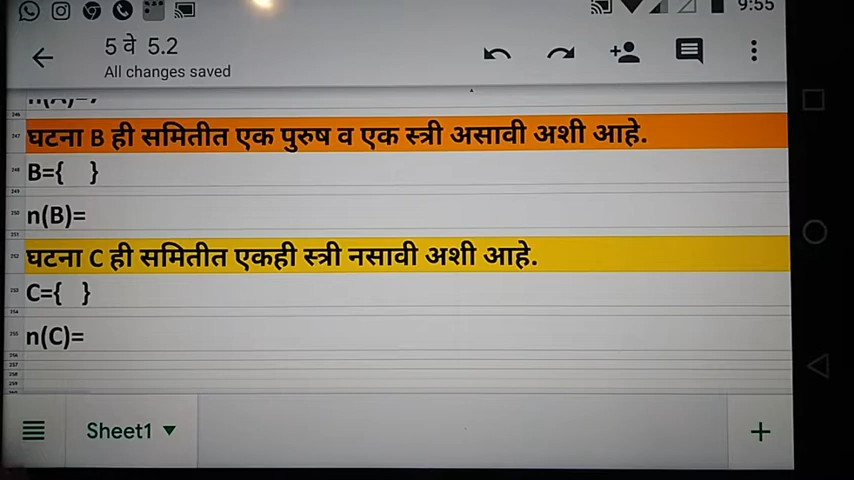 9:55
5 वे 5.2
All changes saved
घटना B ही समितीत एक पुरुष व एक स्त्री असावी अशी आहे.
B={ }
n(B)=
घटना C ही समितीत एकही स्त्री नसावी अशी आहे.
C={ }
n(C)=
Sheet1